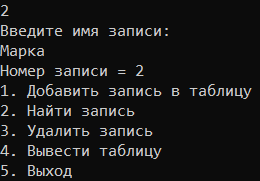 2
Введите имя записи:
Марка
Номер записи = 2
1. Добавить запись в таблицу
2. Найти запись
3. Удалить запись
4. Вывести таблицу
5. Выход